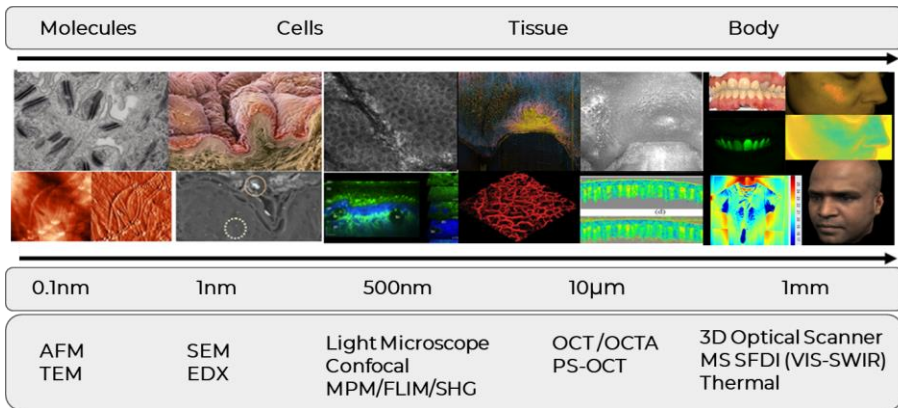 Molecules Cells Tissue Body
(d)
0.1nm 1nm 500nm 10µm 1mm
AFM SEM Light Microscope OCT/OCTA 3D Optical Scanner
TEM EDX Confocal PS-OCT MS SFDI (VIS-SWIR)
MPM/FLIM/SHG Thermal